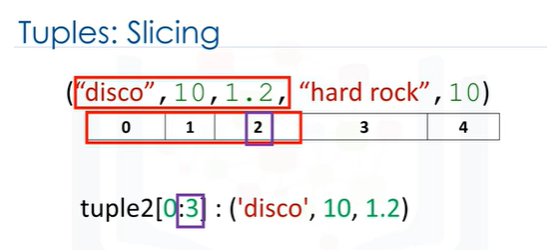 Tuples: Slicing
(“disco”, 10, 1.2, “hard rock”, 10)
0 1 2 3 4
tuple2[0:3] : ('disco', 10, 1.2)